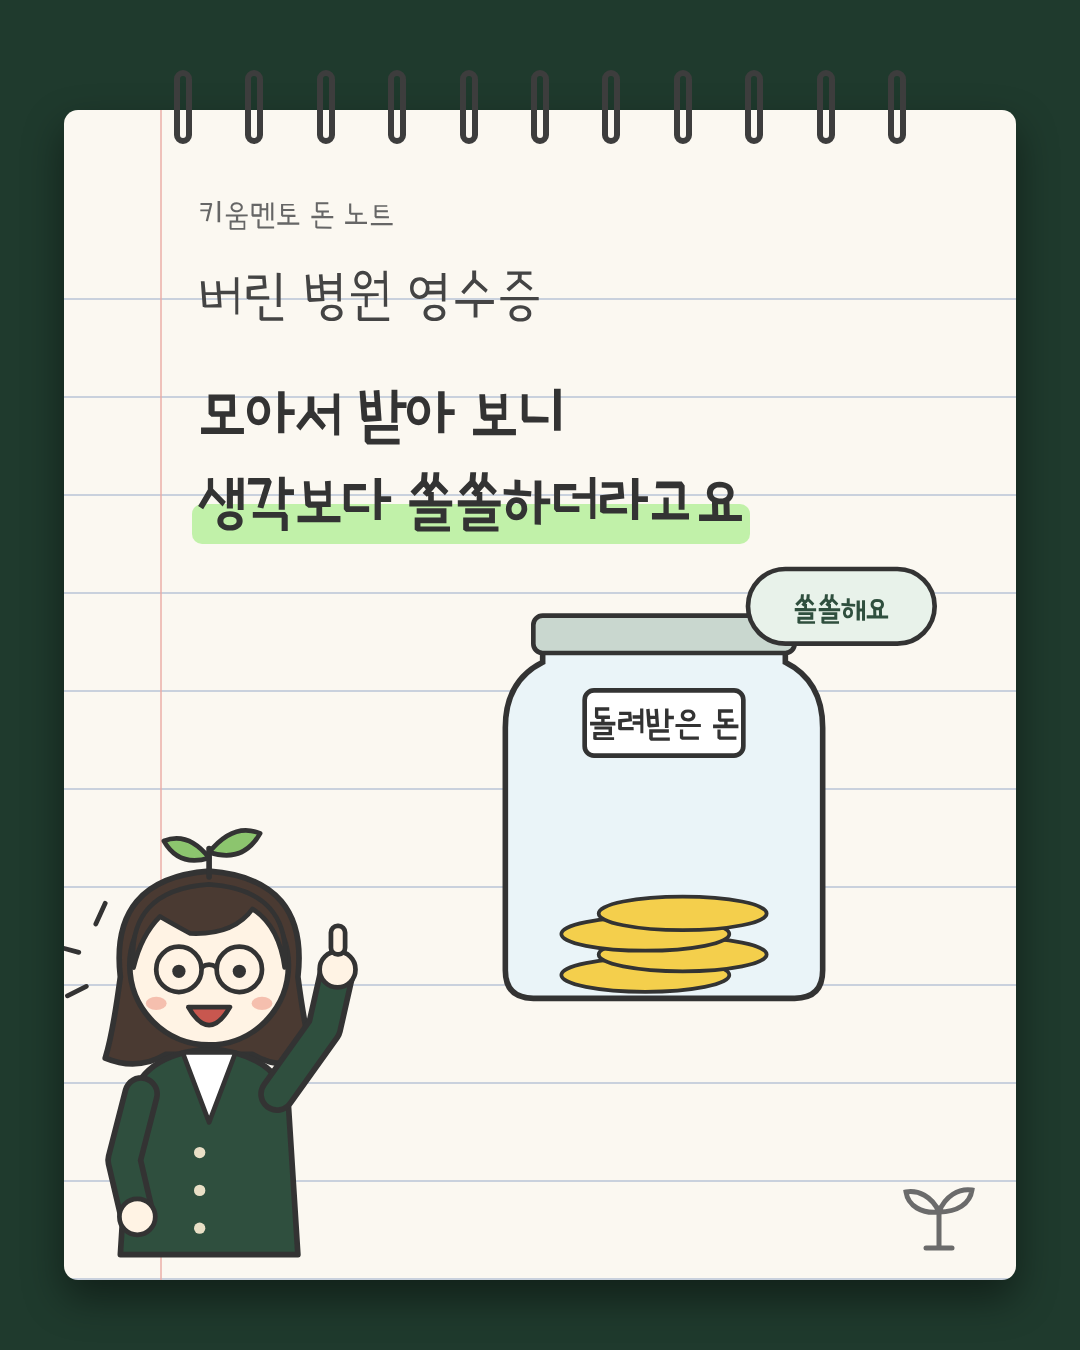 키움멘토 돈 노트
버린 병원 영수증
모아서 받아 보니
생각보다 쏠쏠하더라고요
쏠쏠해요
돌려받은 돈